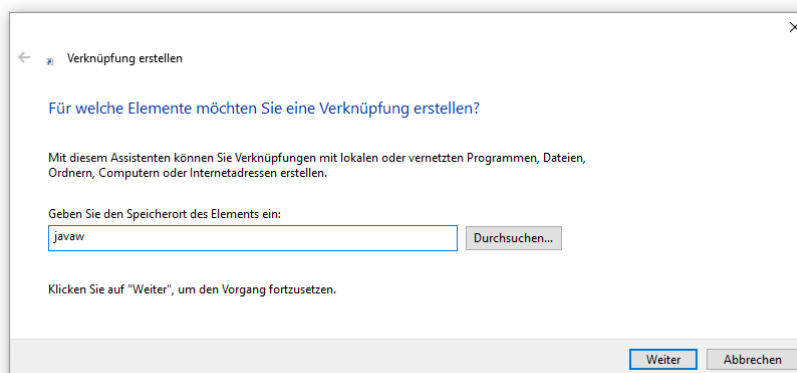 Verknüpfung erstellen
Für welche Elemente möchten Sie eine Verknüpfung erstellen?
Mit diesem Assistenten können Sie Verknüpfungen mit lokalen oder vernetzten Programmen, Dateien,
Ordnern, Computern oder Internetadressen erstellen.
Geben Sie den Speicherort des Elements ein:
javaw Durchsuchen...
Klicken Sie auf "Weiter", um den Vorgang fortzusetzen.
Weiter Abbrechen